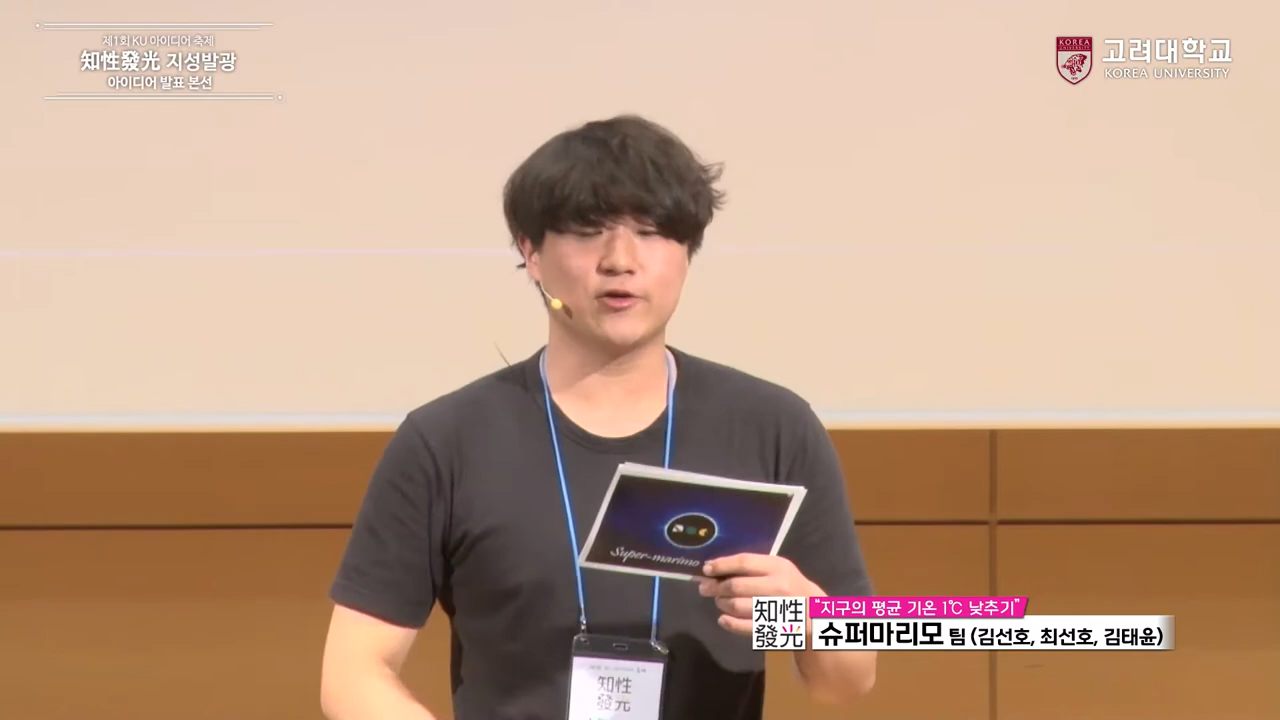 제1회 KU 아이디어 축제
知性發光 지성발광
아이디어 발표 본선
KOREA
UNIVERSITY
고려대학교
KOREA UNIVERSITY
Super-marimo
知性
發光
"지구의 평균 기온 1℃ 낮추기"
슈퍼마리모 팀 (김선호, 최선호, 김태윤)
知性
發光